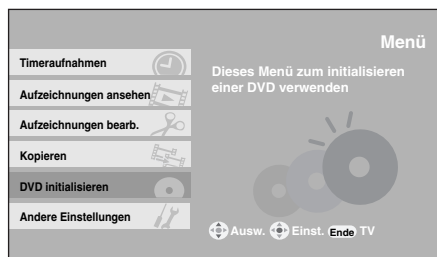 Menü
Timeraufnahmen
Aufzeichnungen ansehen
Aufzeichnungen bearb.
Kopieren
DVD initialisieren
Andere Einstellungen
Dieses Menü zum initialisieren
einer DVD verwenden
Ausw. Einst. Ende TV